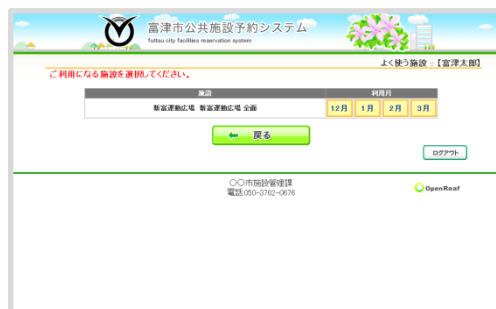 富津市公共施設予約システム
futtsu city facilities reservation system
よく使う施設 ::【富津太郎】
ご利用になる施設を選択してください。
施設 利用月
新富運動広場 新富運動広場 全面 12月 1月 2月 3月
戻る
ログアウト
〇〇市施設管理課
電話:050-3762-0676
OpenReaf